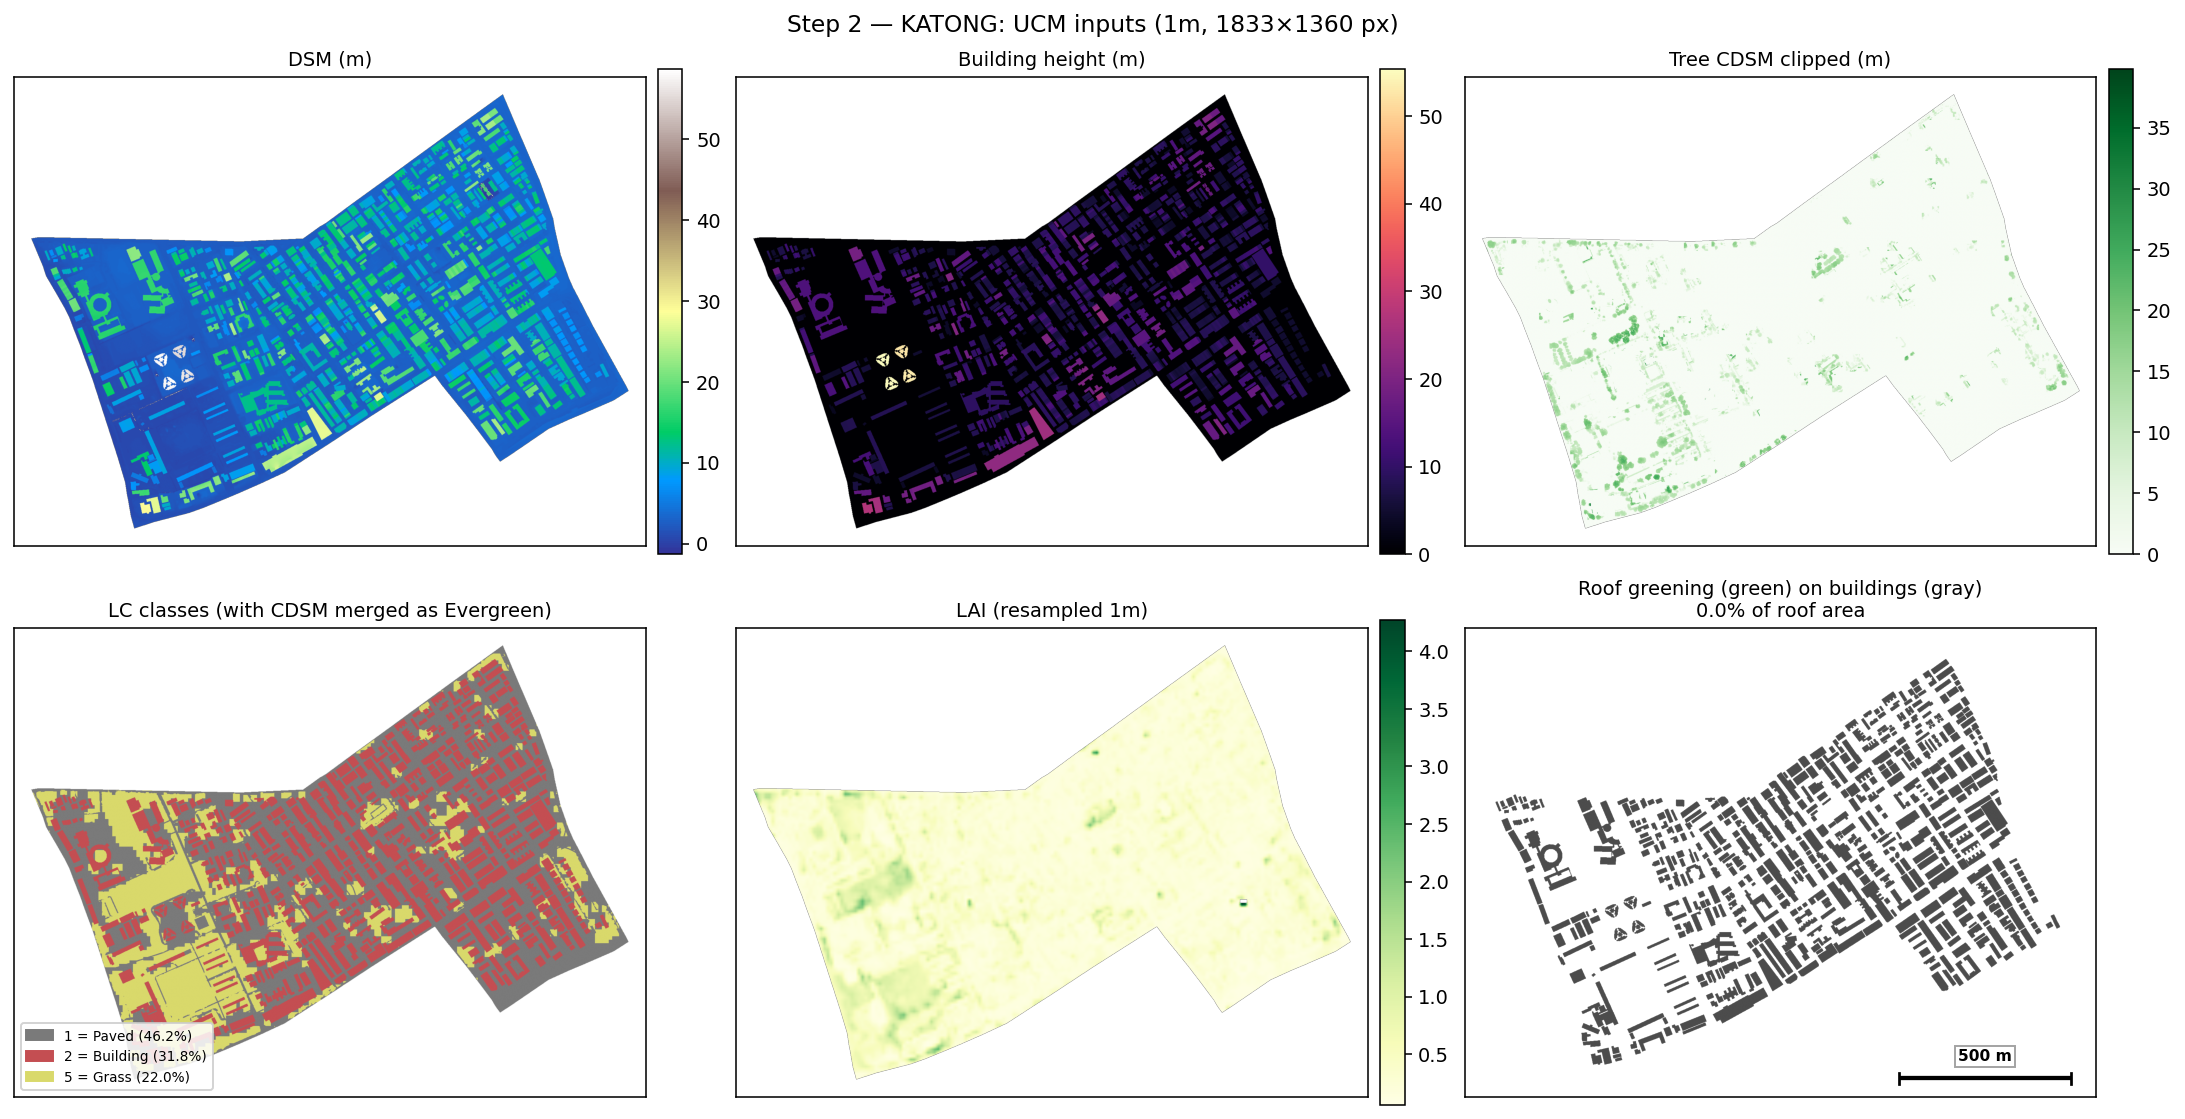 Step 2 — KATONG: UCM inputs (1m, 1833×1360 px)
DSM (m)
50
40
30
20
10
0
Building height (m)
50
40
30
20
10
0
Tree CDSM clipped (m)
35
30
25
20
15
10
5
0
LC classes (with CDSM merged as Evergreen)
1 = Paved (46.2%)
2 = Building (31.8%)
5 = Grass (22.0%)
LAI (resampled 1m)
4.0
3.5
3.0
2.5
2.0
1.5
1.0
0.5
Roof greening (green) on buildings (gray)
0.0% of roof area
500 m